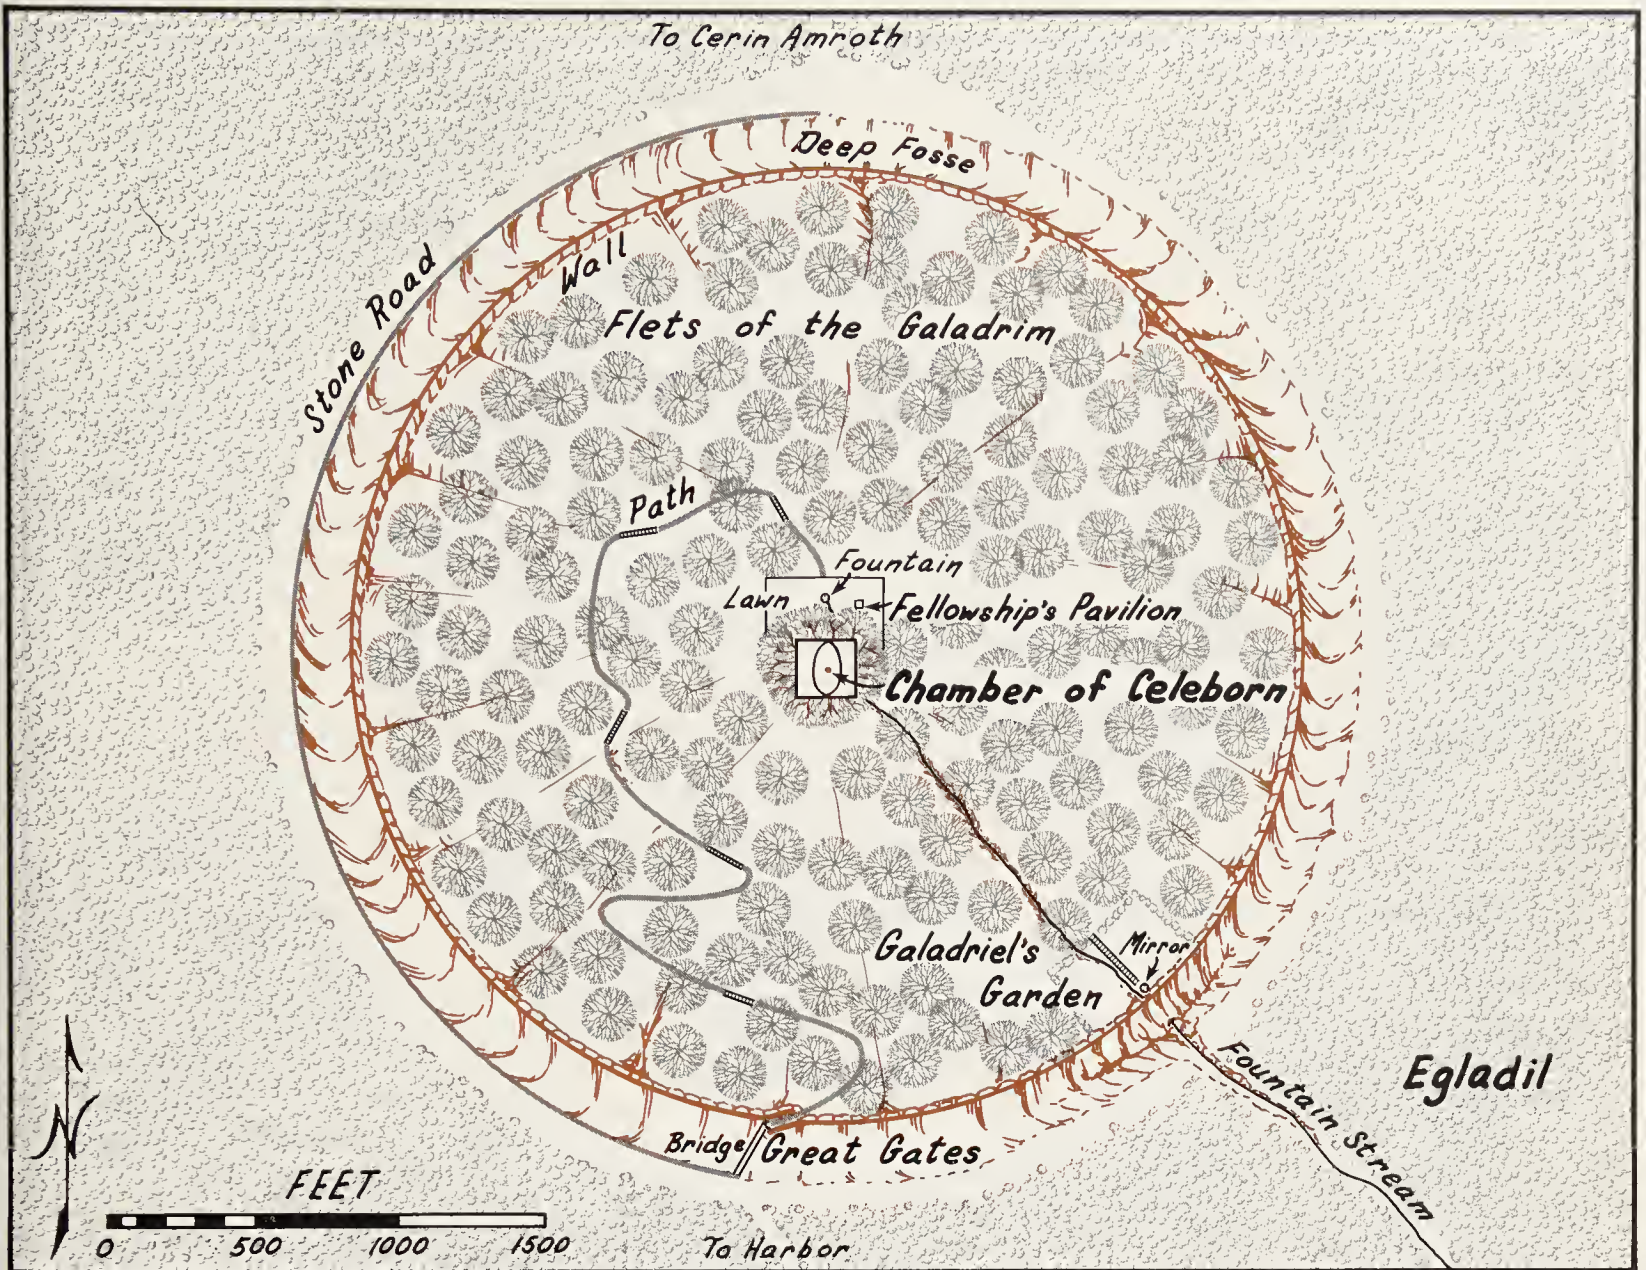 To Cerin Amroth
Deep Fosse
Wall
Stone Road
Flets of the Galadrim
Path
Fountain
Lawn
Fellowship's Pavilion
Chamber of Celeborn
Galadriel's
Garden
Mirror
Fountain Stream
Egladil
Bridge
Great Gates
N
FEET
0 500 1000 1500
To Harbor